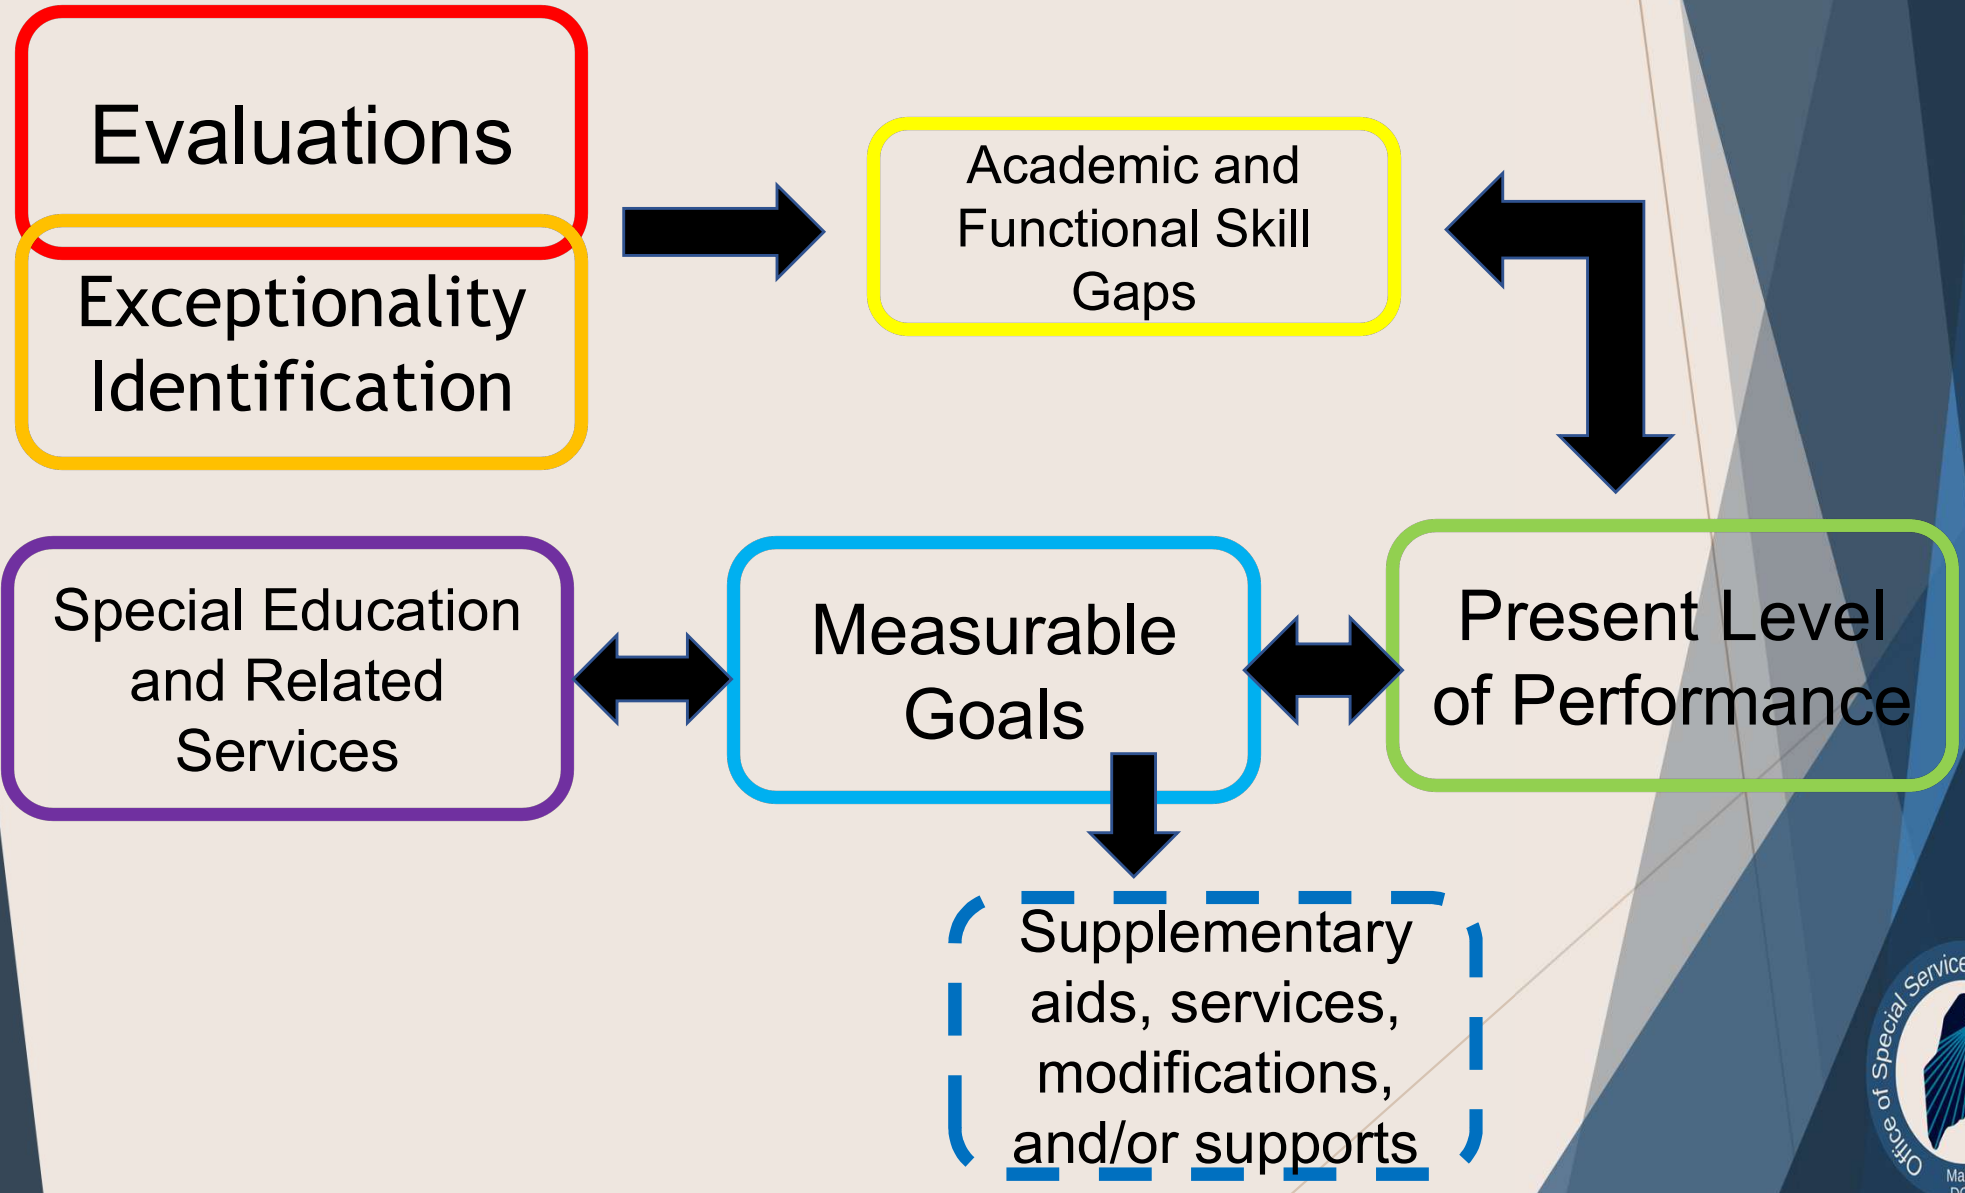 Evaluations
Exceptionality
Identification
Academic and
Functional Skill
Gaps
Special Education
and Related
Services
Measurable
Goals
Present Level
of Performance
Supplementary
aids, services,
modifications,
and/or supports
Office of Special